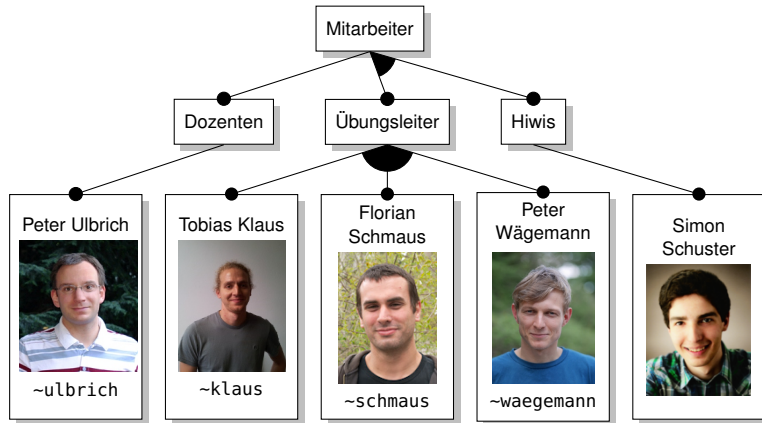 Mitarbeiter
Dozenten
Übungsleiter
Hiwis
Peter Ulbrich
~ulbrich
Tobias Klaus
~klaus
Florian
Schmaus
~schmaus
Peter
Wägemann
~waegemann
Simon
Schuster